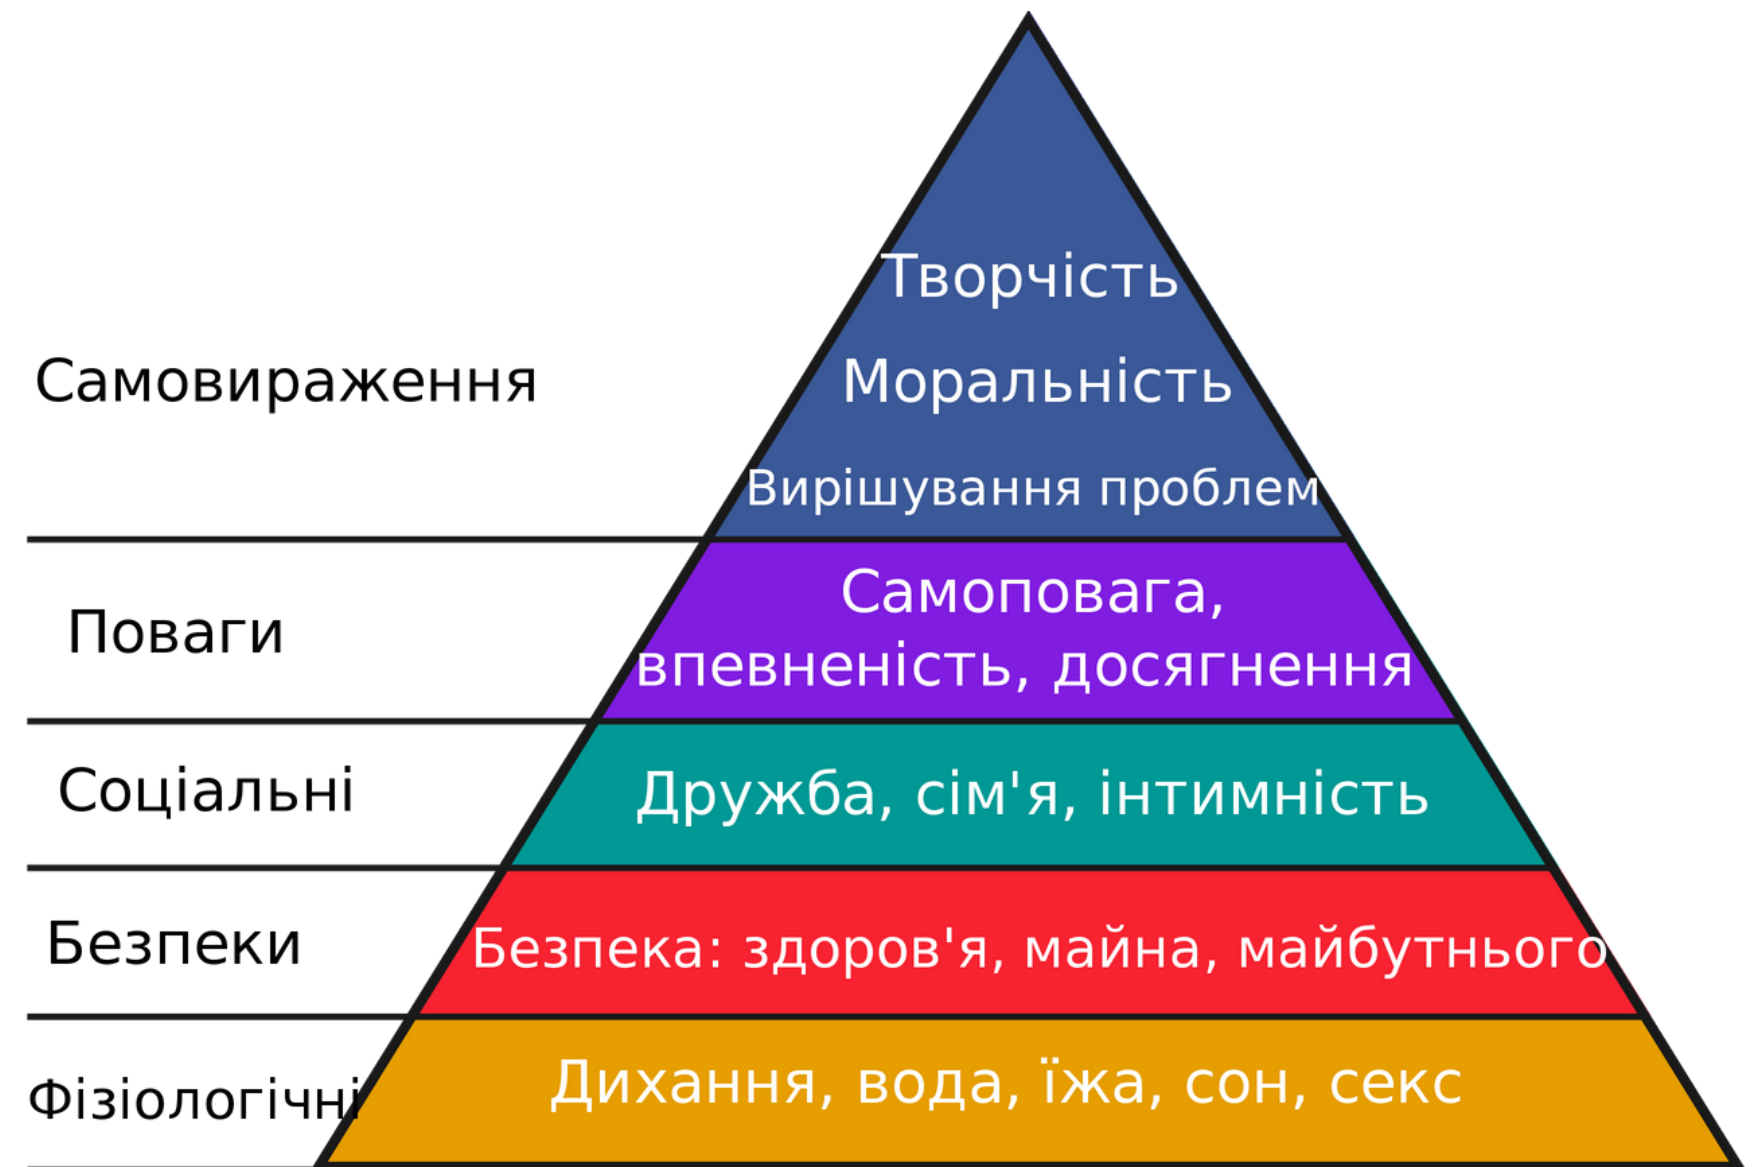 Творчість
Самовираження
Моральність
Вирішування проблем
Поваги
Самоповага,
впевненість, досягнення
Соціальні
Дружба, сім'я, інтимність
Безпеки
Безпека: здоров'я, майна, майбутнього
Фізіологічні
Дихання, вода, їжа, сон, секс